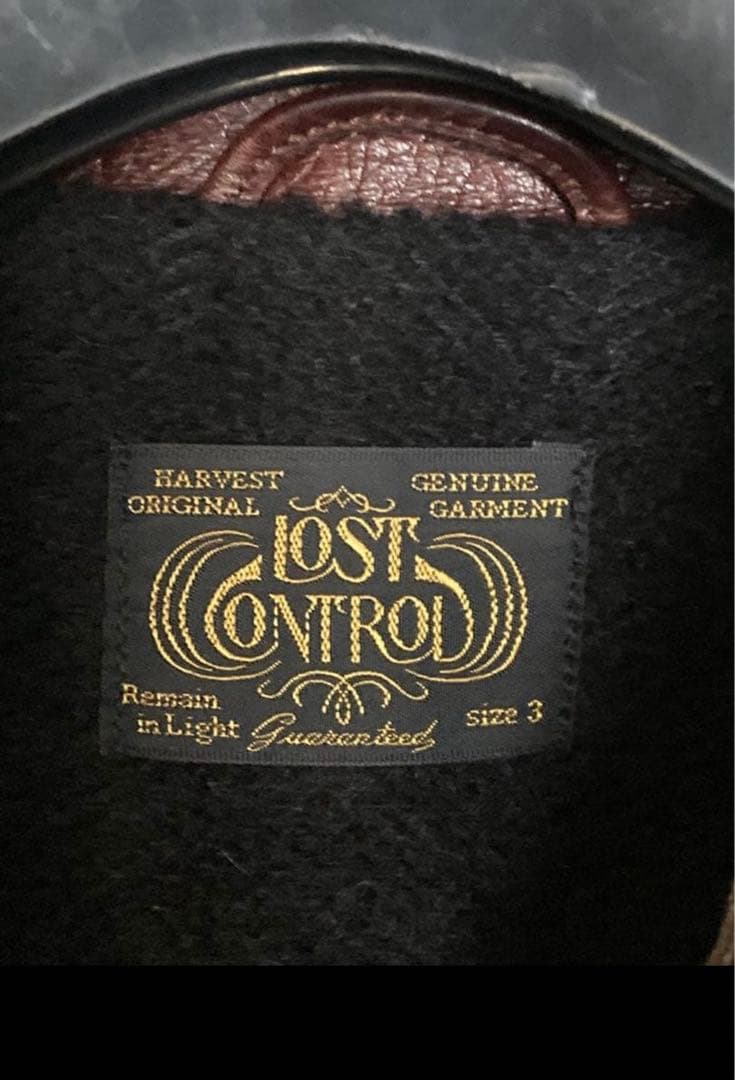 HARVEST
ORIGINAL
GENUINE
GARMENT
LOST
CONTROL
Remain
in Light
Guaranteed
size 3